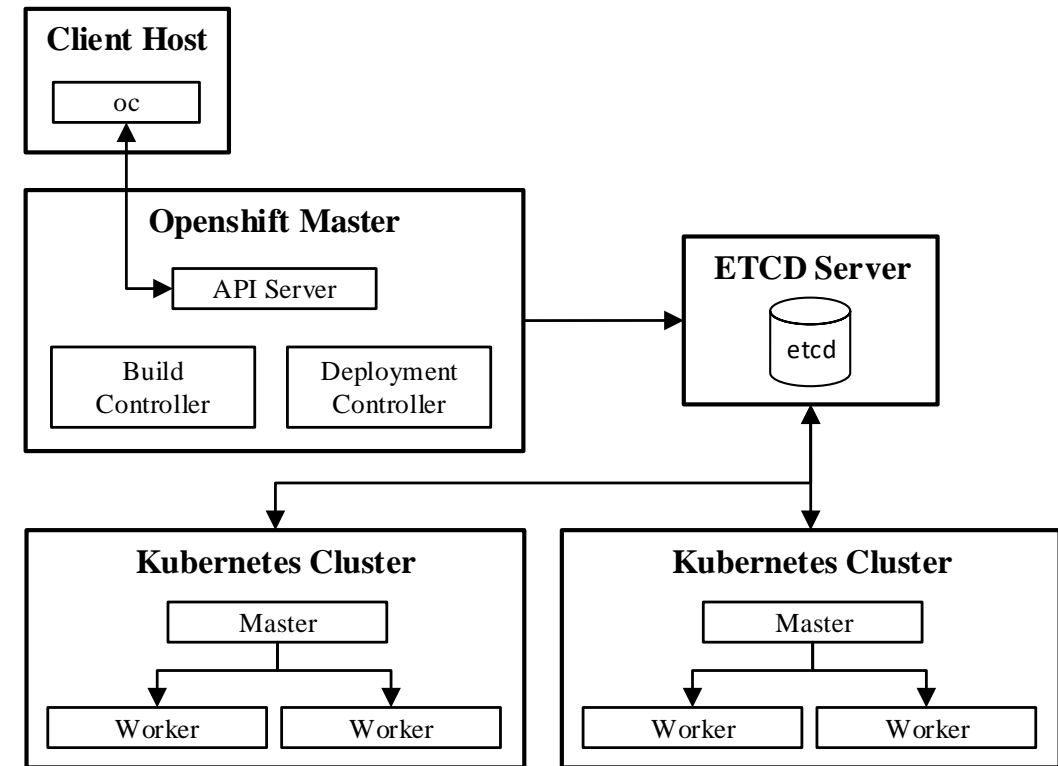 Client Host
oc
Openshift Master
API Server
Build
Controller
Deployment
Controller
ETCD Server
etcd
Kubernetes Cluster
Master
Worker
Worker
Kubernetes Cluster
Master
Worker
Worker